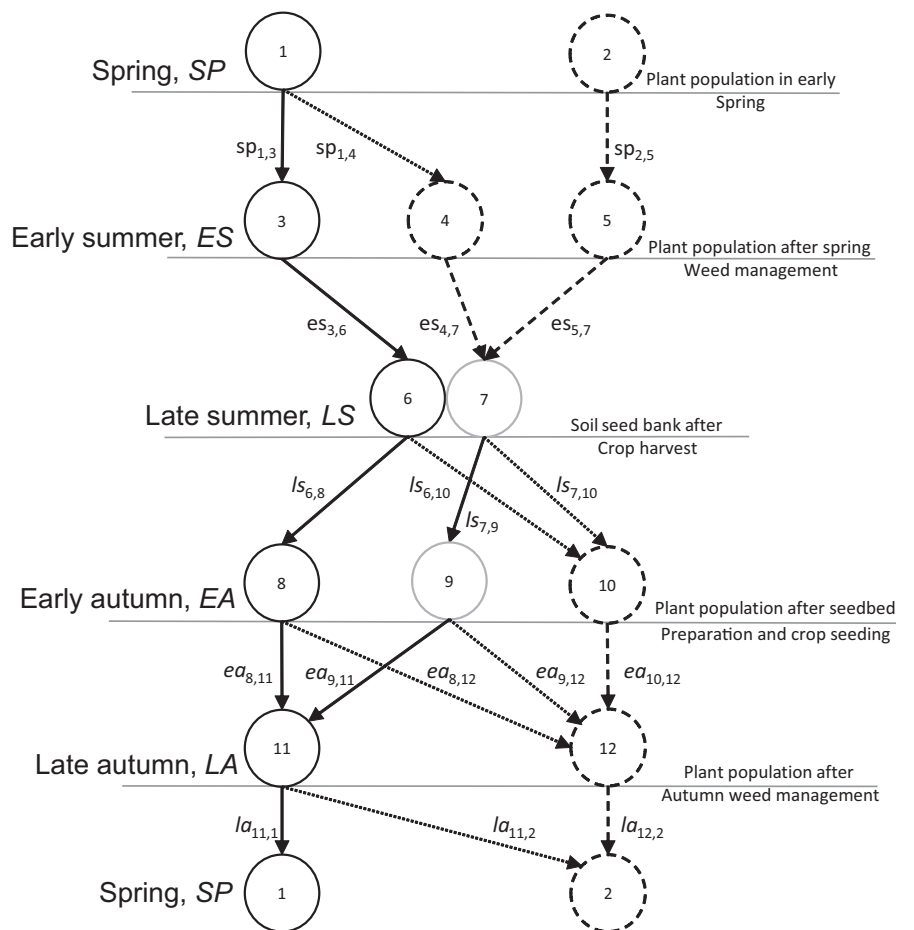 1
2
Spring, SP
Plant population in early
Spring
sp1,3
sp1,4
sp2,5
3
4
5
Early summer, ES
Plant population after spring
Weed management
es3,6
es4,7
es5,7
6
7
Late summer, LS
Soil seed bank after
Crop harvest
ls6,8
ls6,10
ls7,10
ls7,9
8
9
10
Early autumn, EA
Plant population after seedbed
Preparation and crop seeding
ea8,11
ea9,11
ea8,12
ea9,12
ea10,12
11
12
Late autumn, LA
Plant population after
Autumn weed management
la11,1
la11,2
la12,2
Spring, SP
1
2